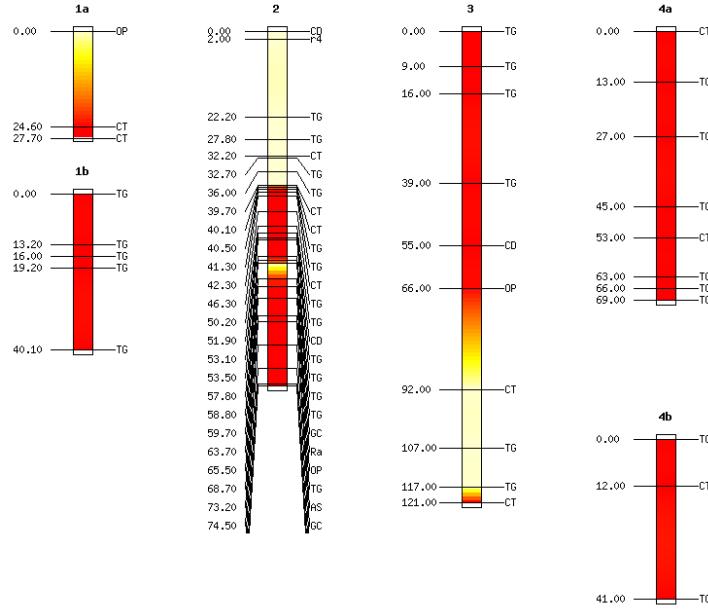 1a
0.00 OP
24.60 CT
27.70 CT
1b
0.00 TG
13.20 TG
16.00 TG
19.20 TG
40.10 TG
2
0.00 CD
2.00 r4
22.20 TG
27.80 TG
32.20 CT
32.70 TG
36.00 TG
39.70 CT
40.10 CT
40.50 TG
41.30 TG
42.30 CT
46.30 TG
50.20 TG
51.90 CD
53.10 TG
53.50 TG
57.80 TG
58.80 TG
59.70 GC
63.70 Ra
65.50 OP
68.70 TG
73.20 AS
74.50 GC
3
0.00 TG
9.00 TG
16.00 TG
39.00 TG
55.00 CD
66.00 OP
92.00 CT
107.00 TG
117.00 TG
121.00 CT
4a
0.00 CT
13.00
27.00
45.00
53.00 CT
63.00
66.00
69.00
4b
0.00
12.00 CT
41.00